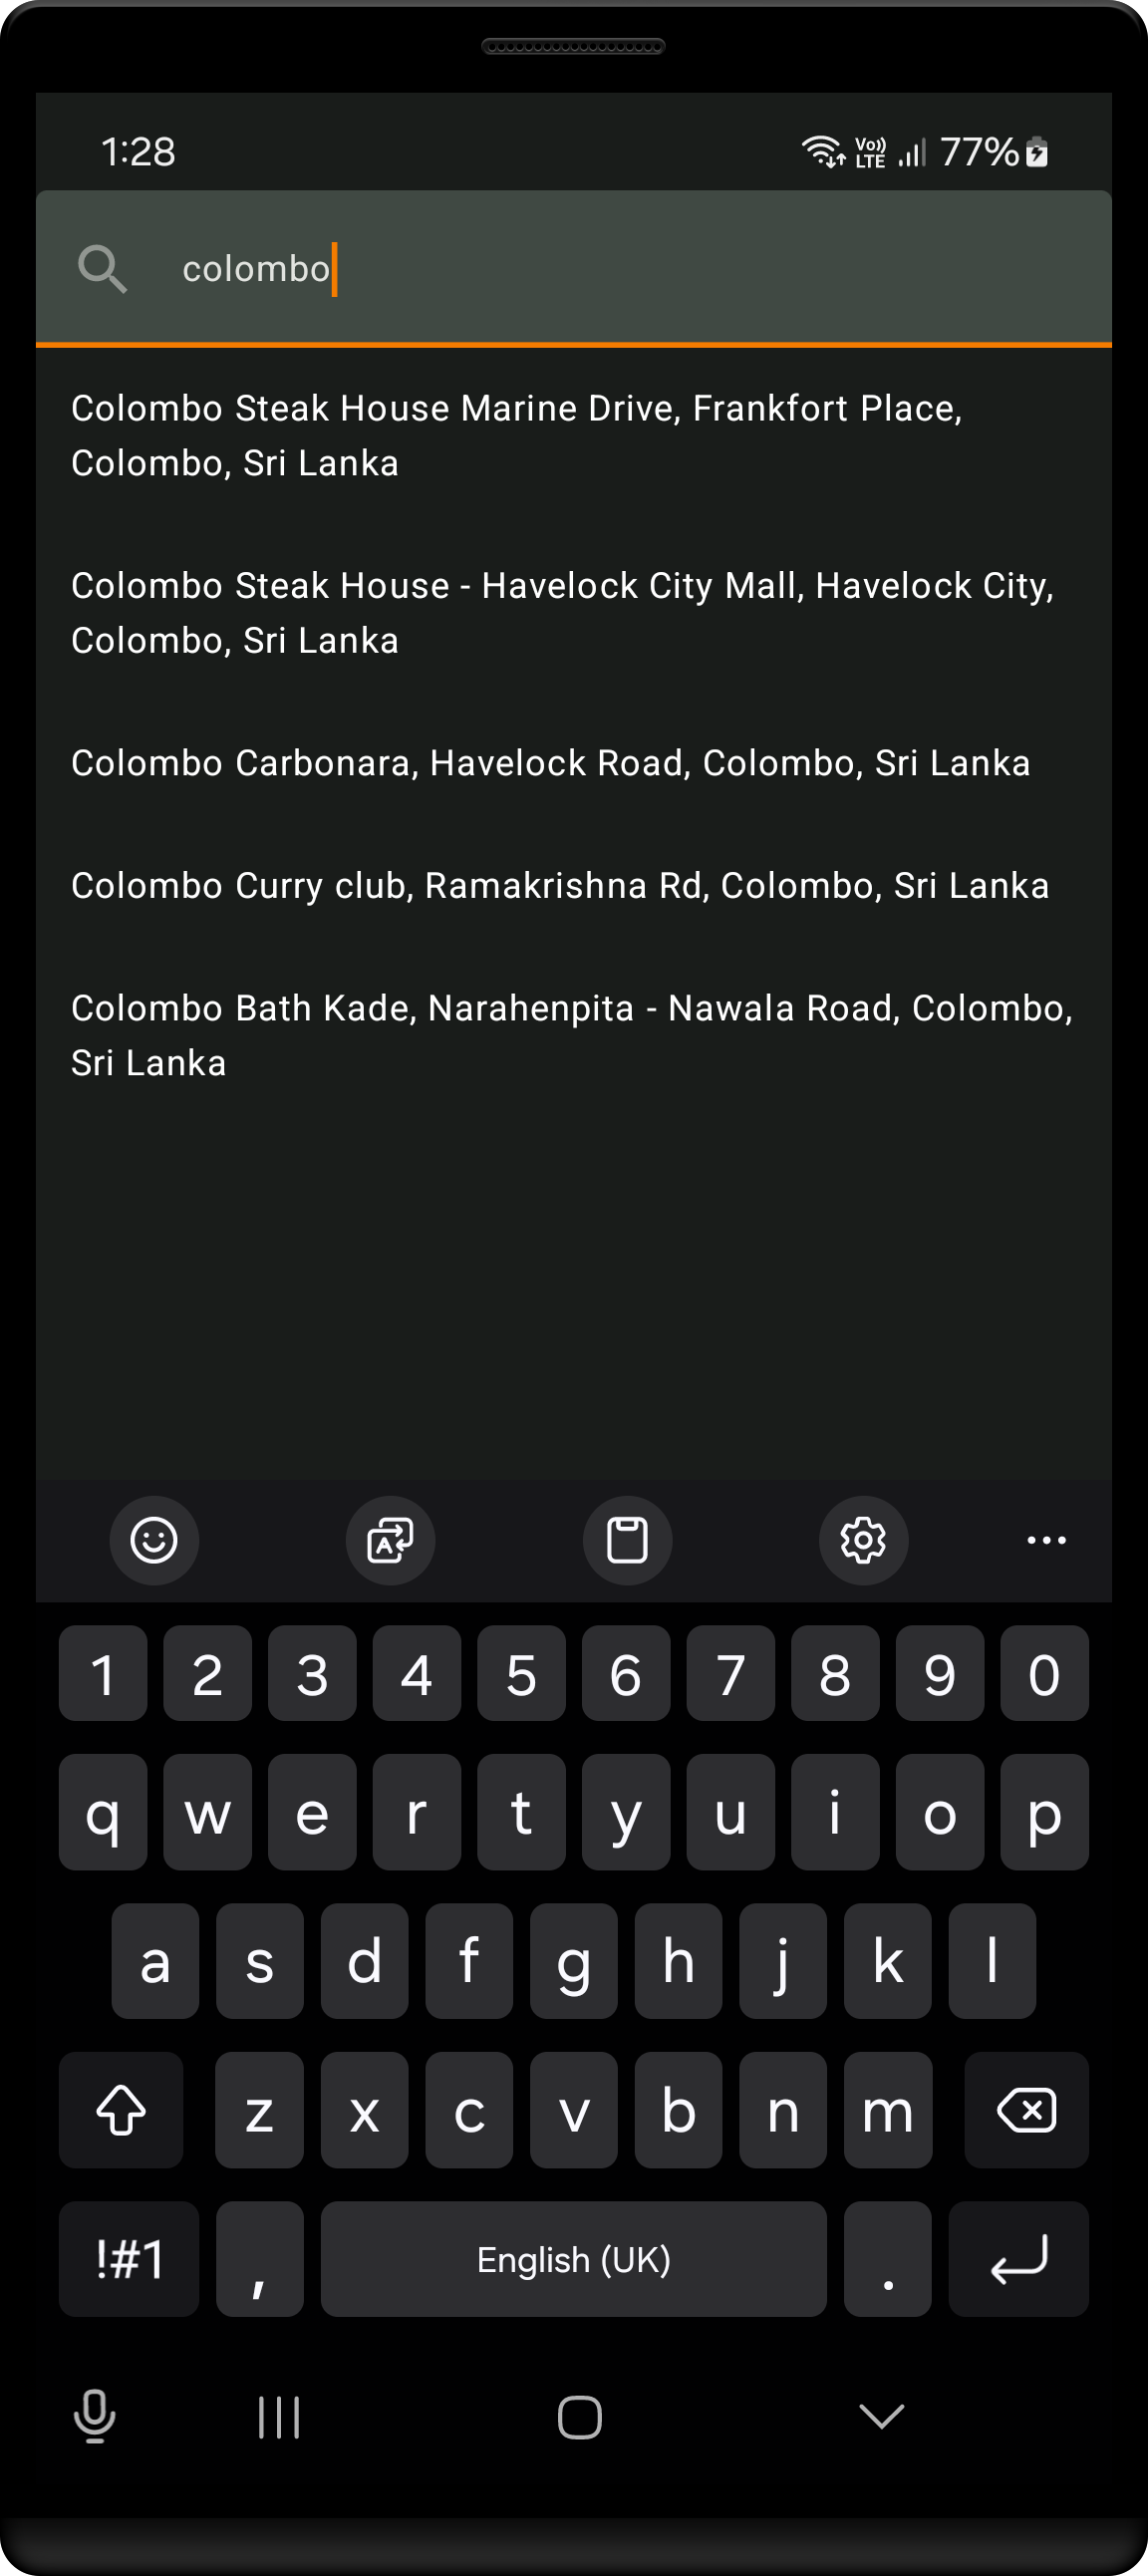 1:28
Vo)) LTE 77%
colombo
Colombo Steak House Marine Drive, Frankfort Place,
Colombo, Sri Lanka
Colombo Steak House - Havelock City Mall, Havelock City,
Colombo, Sri Lanka
Colombo Carbonara, Havelock Road, Colombo, Sri Lanka
Colombo Curry club, Ramakrishna Rd, Colombo, Sri Lanka
Colombo Bath Kade, Narahenpita - Nawala Road, Colombo,
Sri Lanka
A
1 2 3 4 5 6 7 8 9 0
q w e r t y u i o p
a s d f g h j k l
z x c v b n m
!#1 , English (UK) .